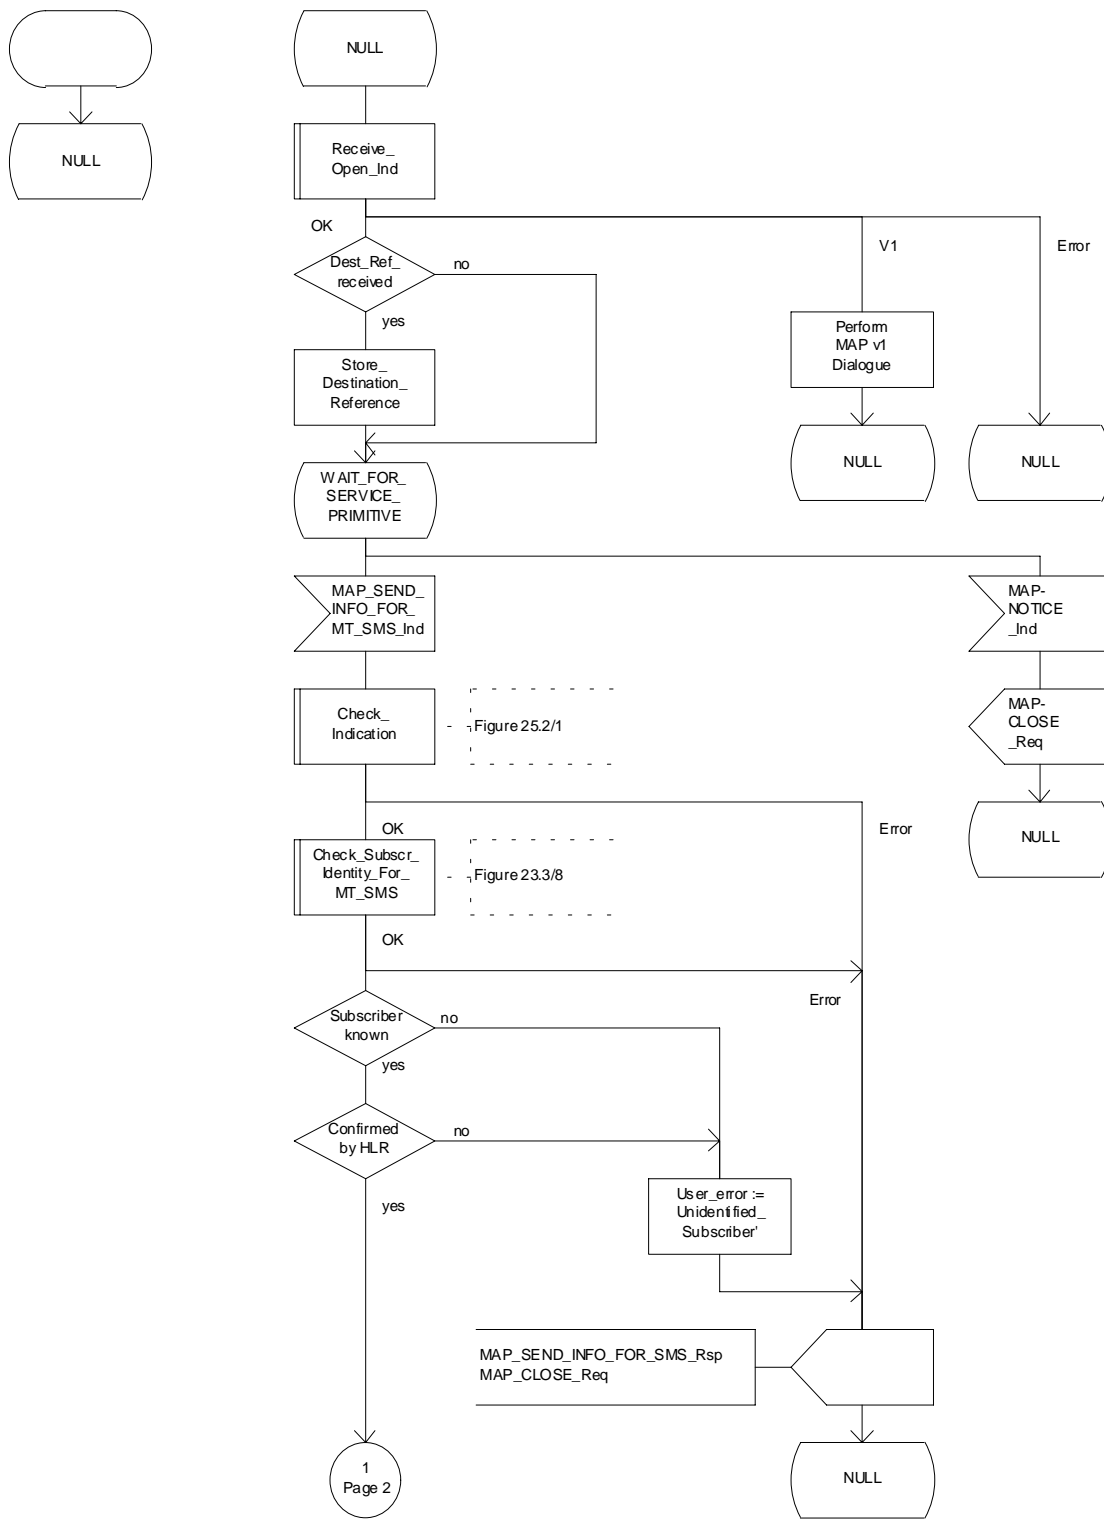 NULL
NULL
Receive_
Open_Ind
OK
V1
Error
Dest_Ref_
received
no
yes
Perform
MAP v1
Dialogue
Store_
Destination_
Reference
NULL
NULL
WAIT_FOR_
SERVICE_
PRIMITIVE
MAP_SEND_
INFO_FOR_
MT_SMS_Ind
MAP-
NOTICE
_Ind
Check_
Indication
Figure 25.2/1
MAP-
CLOSE
_Req
OK
Error
NULL
Check_Subscr_
Identity_For_
MT_SMS
Figure 23.3/8
OK
Error
Subscriber
known
no
yes
Confirmed
by HLR
no
yes
User_error :=
Unidentified_
Subscriber'
MAP_SEND_INFO_FOR_SMS_Rsp
MAP_CLOSE_Req
1
Page 2
NULL